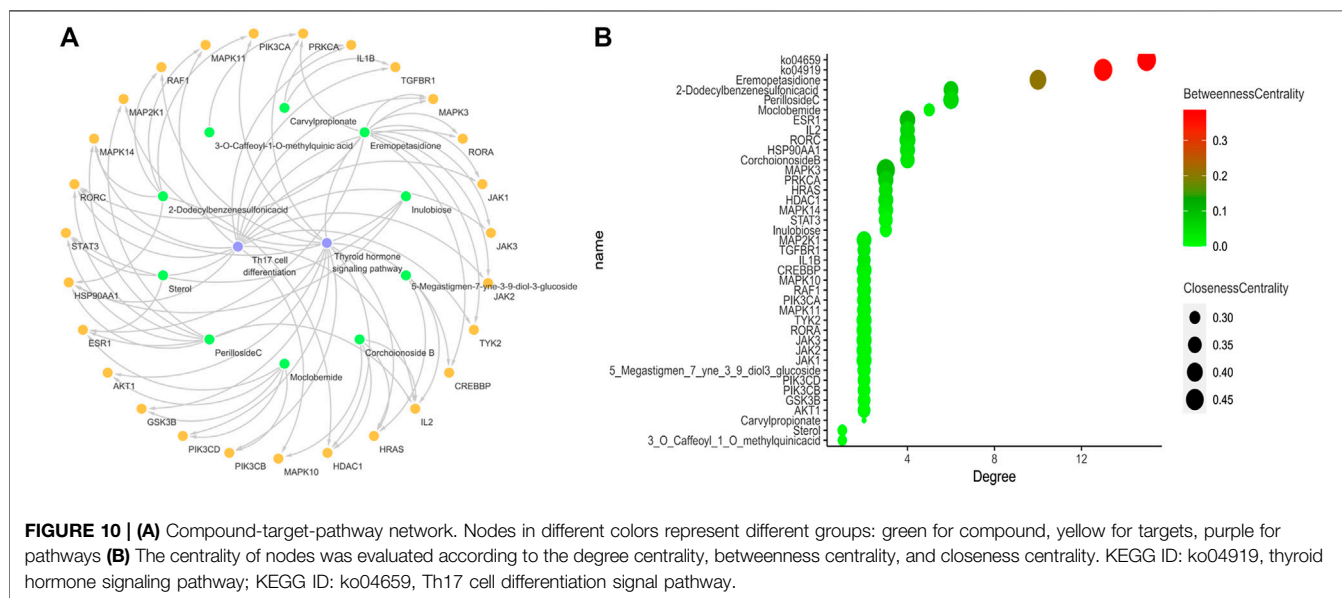 A
PIK3CA
PRKCA
MAPK11
IL1B
RAF1
TGFBR1
MAP2K1
Carvylpropionate
MAPK3
3-O-Caffeoyl-1-O-methylquinic acid
Eremopetasidione
MAPK14
RORA
RORC
2-Dodecylbenzenesulfonicacid
Inulobiose
JAK1
STAT3
JAK3
Th17 cell
differentiation
Thyroid hormone
signaling pathway
HSP90AA1
Sterol
5-Megastigmen-7-yne-3-9-diol-3-glucoside
JAK2
ESR1
PerillosideC
Corchoionoside B
TYK2
AKT1
Moclobemide
CREBBP
GSK3B
IL2
PIK3CD
HRAS
PIK3CB
MAPK10
HDAC1
B
name
ko04659
ko04919
Eremopetasidione
2-Dodecylbenzenesulfonicacid
PerillosideC
Moclobemide
ESR1
IL2
RORC
HSP90AA1
CorchoionosideB
MAPK3
PRKCA
HRAS
HDAC1
MAPK14
STAT3
Inulobiose
MAP2K1
TGFBR1
IL1B
CREBBP
MAPK10
RAF1
PIK3CA
MAPK11
TYK2
RORA
JAK3
JAK2
JAK1
5_Megastigmen_7_yne_3_9_diol3_glucoside
PIK3CD
PIK3CB
GSK3B
AKT1
Carvylpropionate
Sterol
3_O_Caffeoyl_1_O_methylquinicacid
4
8
12
Degree
BetweennessCentrality
0.3
0.2
0.1
0.0
ClosenessCentrality
0.30
0.35
0.40
0.45
FIGURE 10 | (A) Compound-target-pathway network. Nodes in different colors represent different groups: green for compound, yellow for targets, purple for
pathways (B) The centrality of nodes was evaluated according to the degree centrality, betweenness centrality, and closeness centrality. KEGG ID: ko04919, thyroid
hormone signaling pathway; KEGG ID: ko04659, Th17 cell differentiation signal pathway.